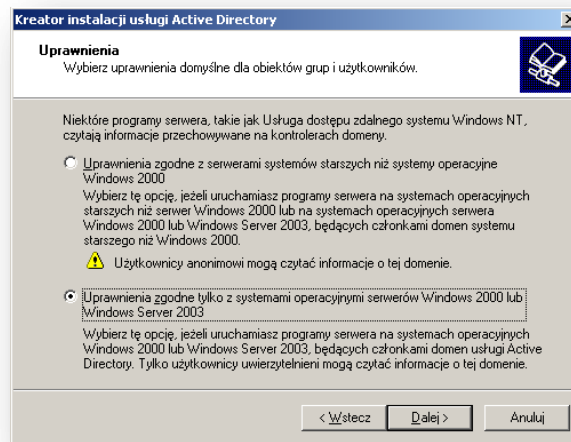 Kreator instalacji usługi Active Directory
Uprawnienia
Wybierz uprawnienia domyślne dla obiektów grup i użytkowników.
Niektóre programy serwera, takie jak Usługa dostępu zdalnego systemu Windows NT,
czytają informacje przechowywane na kontrolerach domeny.
Uprawnienia zgodne z serwerami systemów starszych niż systemy operacyjne
Windows 2000
Wybierz tę opcję, jeżeli uruchamiasz programy serwera na systemach operacyjnych
starszych niż serwer Windows 2000 lub na systemach operacyjnych serwera
Windows 2000 lub Windows Server 2003, będących członkami domen systemu
starszego niż Windows 2000.
Użytkownicy anonimowi mogą czytać informacje o tej domenie.
Uprawnienia zgodne tylko z systemami operacyjnymi serwerów Windows 2000 lub
Windows Server 2003
Wybierz tę opcję, jeżeli uruchamiasz programy serwera na systemach operacyjnych
Windows 2000 lub Windows Server 2003, będących członkami domen usługi Active
Directory. Tylko użytkownicy uwierzytelnieni mogą czytać informacje o tej domenie.
< Wstecz Dalej > Anuluj